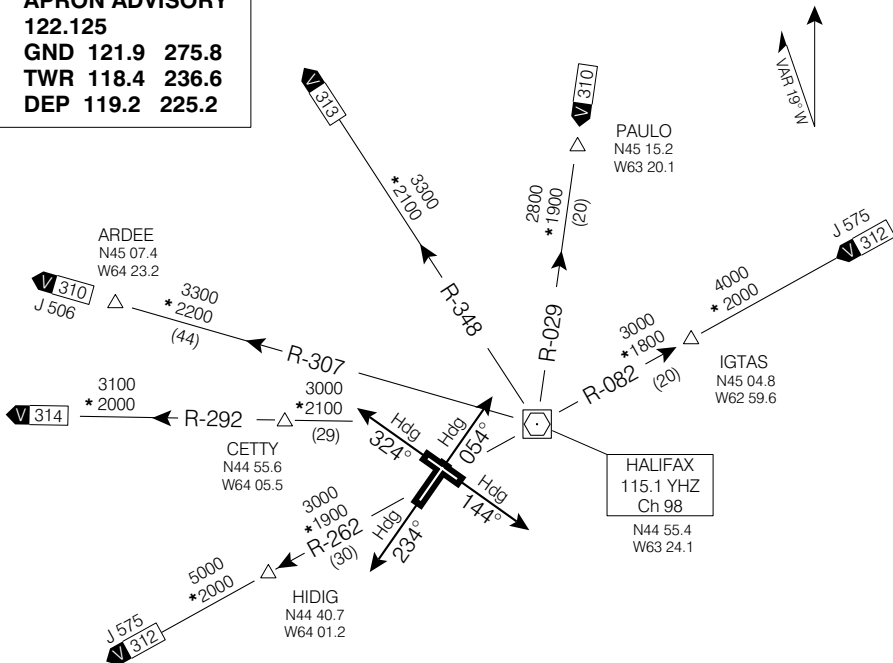 APRON ADVISORY
122.125
GND 121.9 275.8
TWR 118.4 236.6
DEP 119.2 225.2
VAR 19° W
V 313
3300
*2100
R-348
V 310
PAULO
N45 15.2
W63 20.1
2800
*1900
(20)
R-029
J 575
V 312
4000
*2000
IGTAS
N45 04.8
W62 59.6
3000
*1800
(20)
R-082
ARDEE
N45 07.4
W64 23.2
V 310
J 506
3300
*2200
(44)
R-307
V 314
3100
*2000
R-292
3000
*2100
(29)
CETTY
N44 55.6
W64 05.5
Hdg
324°
Hdg
054°
Hdg
144°
Hdg
234°
HALIFAX
115.1 YHZ
Ch 98
N44 55.4
W63 24.1
3000
*1900
R-262
(30)
HIDIG
N44 40.7
W64 01.2
5000
*2000
J 575
V 312